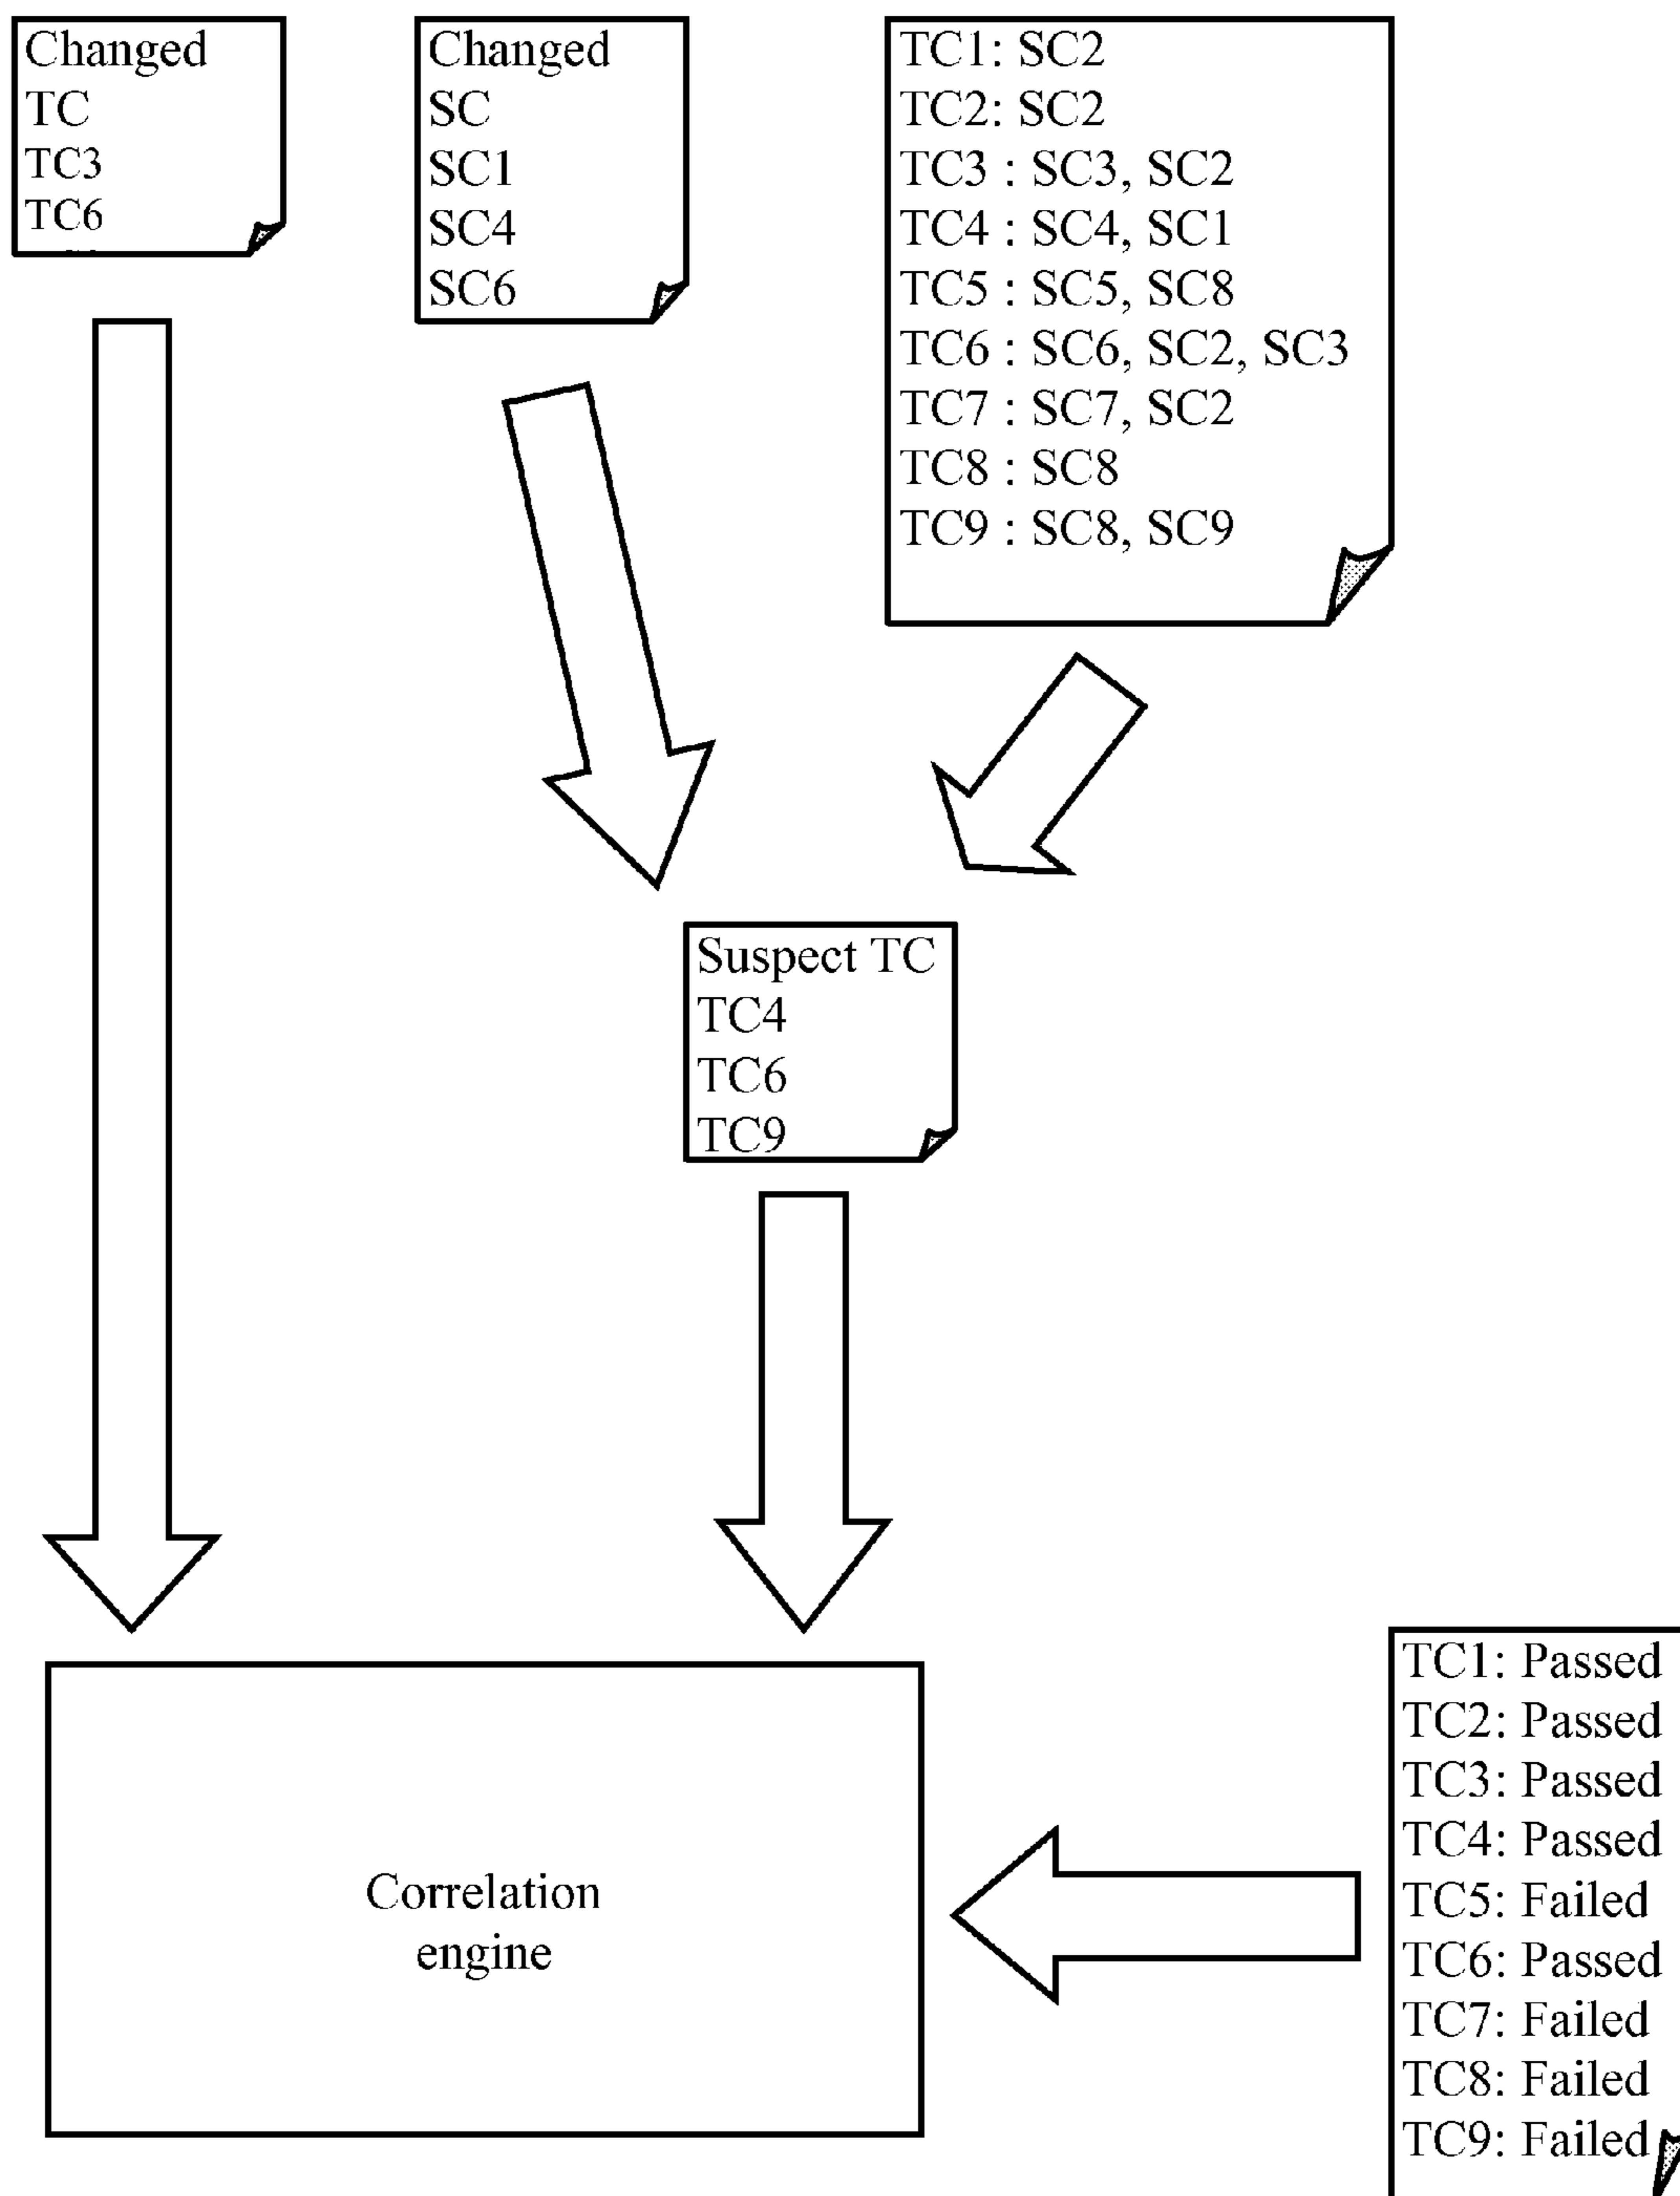 Changed
TC
TC3
TC6
Changed
SC
SC1
SC4
SC6
TC1: SC2
TC2: SC2
TC3 : SC3, SC2
TC4 : SC4, SC1
TC5 : SC5, SC8
TC6 : SC6, SC2, SC3
TC7 : SC7, SC2
TC8 : SC8
TC9 : SC8, SC9
Suspect TC
TC4
TC6
TC9
Correlation
engine
TC1: Passed
TC2: Passed
TC3: Passed
TC4: Passed
TC5: Failed
TC6: Passed
TC7: Failed
TC8: Failed
TC9: Failed